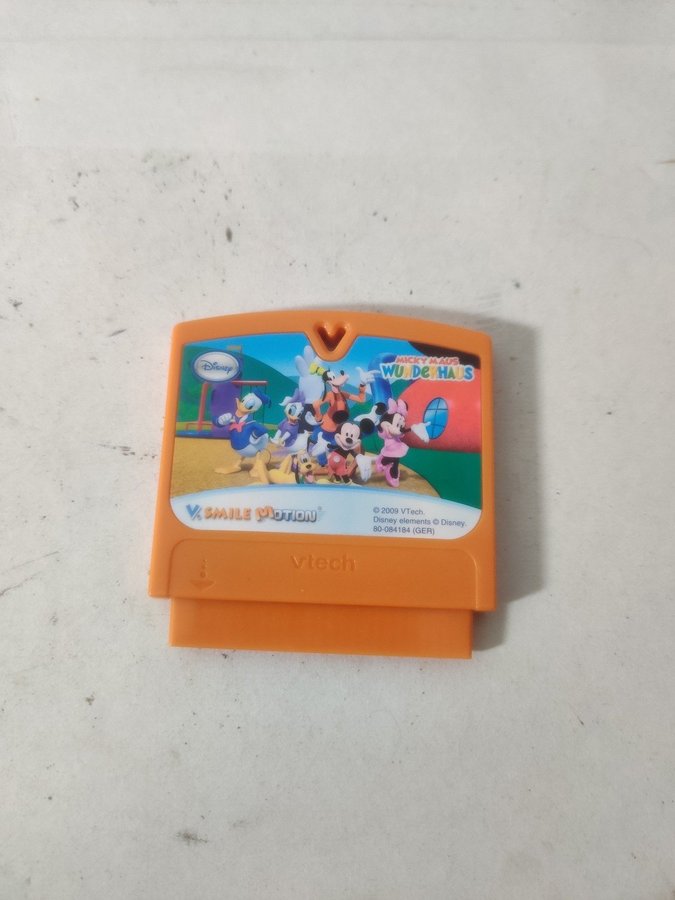 Disney
MICKY MAUS
WUNDERHAUS
V.SMILE MOTION
© 2009 VTech.
Disney elements © Disney.
80-084184 (GER)
vtech